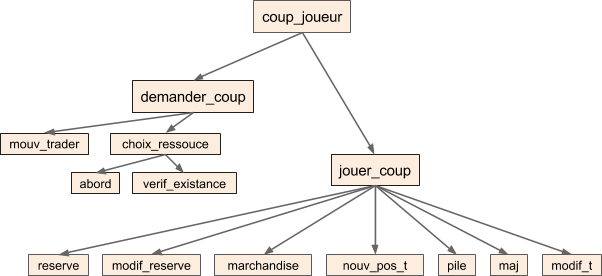 coup_joueur
demander_coup
mouv_trader
choix_ressouce
jouer_coup
abord
verif_existance
reserve
modif_reserve
marchandise
nouv_pos_t
pile
maj
modif_t